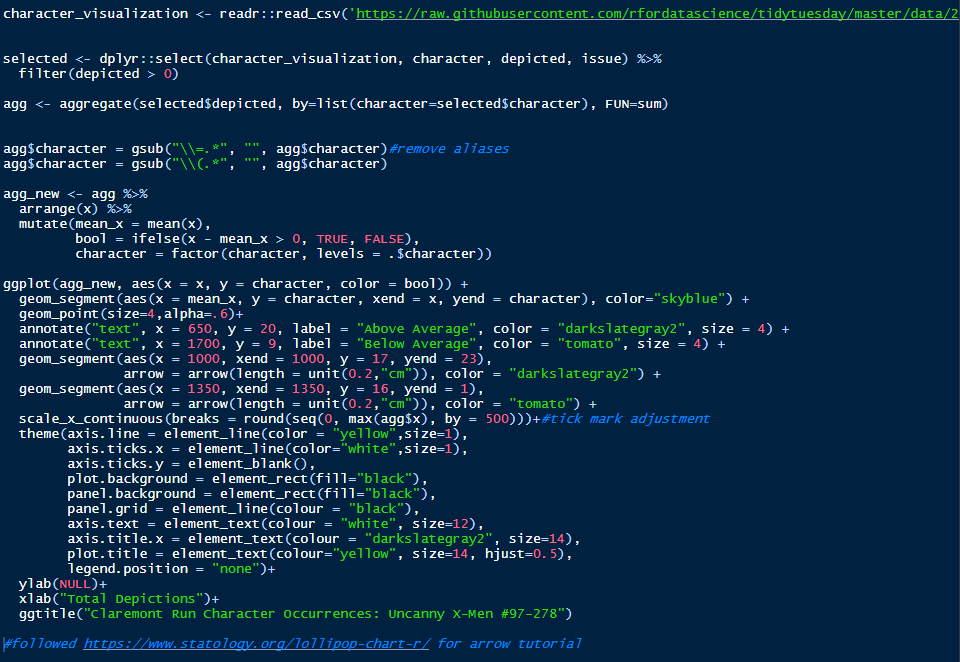 character_visualization <- readr::read_csv('https://raw.githubusercontent.com/rfordatascience/tidytuesday/master/data/2
selected <- dplyr::select(character_visualization, character, depicted, issue) %>%
  filter(depicted > 0)
agg <- aggregate(selected$depicted, by=list(character=selected$character), FUN=sum)
agg$character = gsub("\\=.*", "", agg$character)#remove aliases
agg$character = gsub("\\(.*", "", agg$character)
agg_new <- agg %>%
  arrange(x) %>%
  mutate(mean_x = mean(x),
         bool = ifelse(x - mean_x > 0, TRUE, FALSE),
         character = factor(character, levels = .$character))
ggplot(agg_new, aes(x = x, y = character, color = bool)) +
  geom_segment(aes(x = mean_x, y = character, xend = x, yend = character), color="skyblue") +
  geom_point(size=4,alpha=.6)+
  annotate("text", x = 650, y = 20, label = "Above Average", color = "darkslategray2", size = 4) +
  annotate("text", x = 1700, y = 9, label = "Below Average", color = "tomato", size = 4) +
  geom_segment(aes(x = 1000, xend = 1000, y = 17, yend = 23),
               arrow = arrow(length = unit(0.2,"cm")), color = "darkslategray2") +
  geom_segment(aes(x = 1350, xend = 1350, y = 16, yend = 1),
               arrow = arrow(length = unit(0.2,"cm")), color = "tomato") +
  scale_x_continuous(breaks = round(seq(0, max(agg$x), by = 500)))+#tick mark adjustment
  theme(axis.line = element_line(color = "yellow",size=1),
        axis.ticks.x = element_line(color="white",size=1),
        axis.ticks.y = element_blank(),
        plot.background = element_rect(fill="black"),
        panel.background = element_rect(fill="black"),
        panel.grid = element_line(colour = "black"),
        axis.text = element_text(colour = "white", size=12),
        axis.title.x = element_text(colour = "darkslategray2", size=14),
        plot.title = element_text(colour="yellow", size=14, hjust=0.5),
        legend.position = "none")+
  ylab(NULL)+
  xlab("Total Depictions")+
  ggtitle("Claremont Run Character Occurrences: Uncanny X-Men #97-278")
#followed https://www.statology.org/lollipop-chart-r/ for arrow tutorial